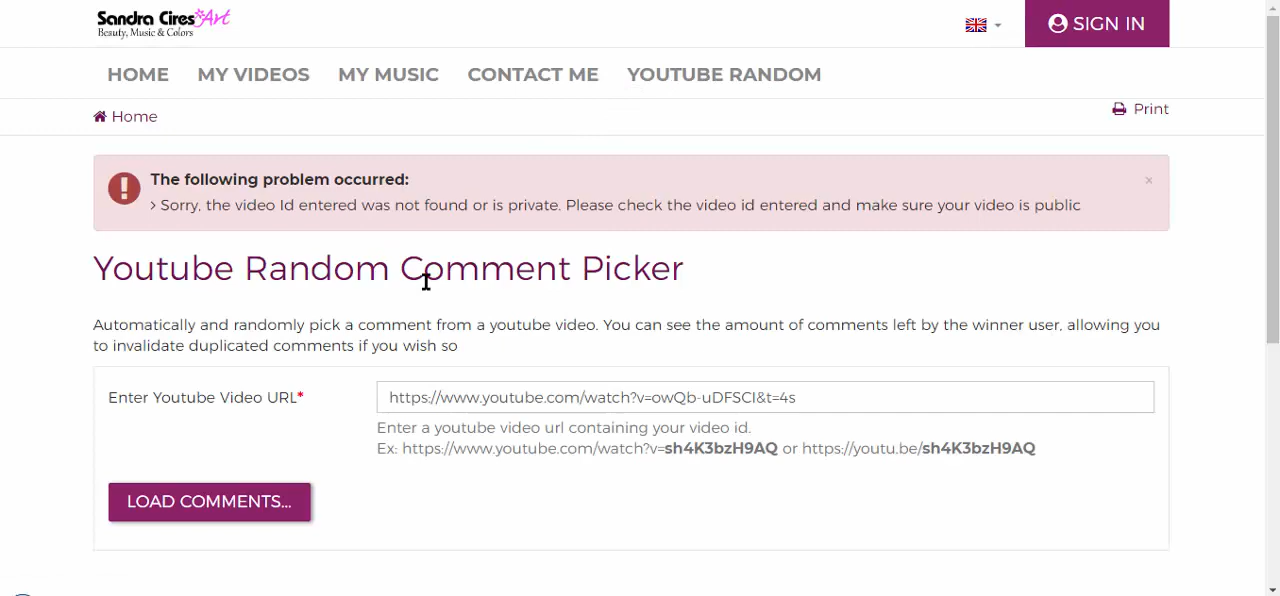 Sandra Cires Art
Beauty, Music & Colors
SIGN IN
HOME MY VIDEOS MY MUSIC CONTACT ME YOUTUBE RANDOM
Home
Print
The following problem occurred:
> Sorry, the video Id entered was not found or is private. Please check the video id entered and make sure your video is public
×
Youtube Random Comment Picker
Automatically and randomly pick a comment from a youtube video. You can see the amount of comments left by the winner user, allowing you
to invalidate duplicated comments if you wish so
Enter Youtube Video URL*
https://www.youtube.com/watch?v=owQb-uDFSCI&t=4s
Enter a youtube video url containing your video id.
Ex: https://www.youtube.com/watch?v=sh4K3bzH9AQ or https://youtu.be/sh4K3bzH9AQ
LOAD COMMENTS...